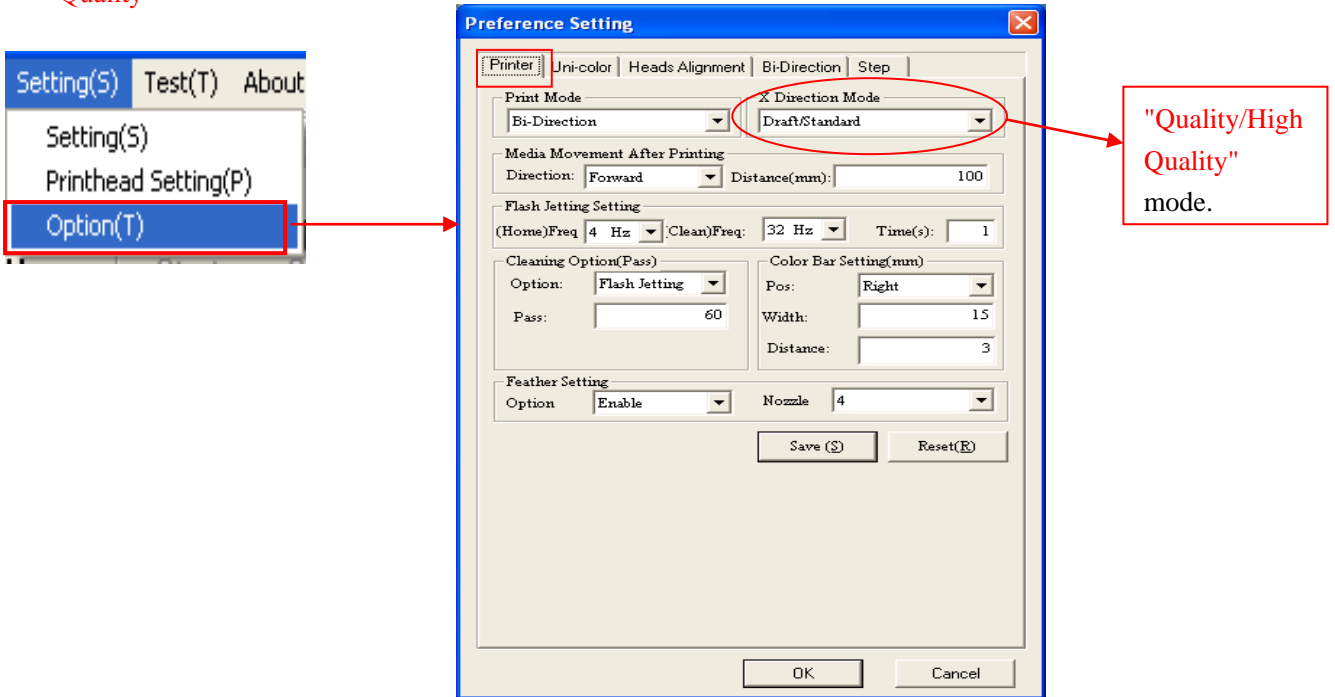 Quality
Setting(S) Test(T) About
Setting(S)
Printhead Setting(P)
Option(T)
Preference Setting
Printer Uni-color Heads Alignment Bi-Direction Step
Print Mode X Direction Mode
Bi-Direction Draft/Standard
Media Movement After Printing
Direction: Forward Distance(mm): 100
Flash Jetting Setting
(Home)Freq 4 Hz (Clean)Freq: 32 Hz Time(s): 1
Cleaning Option(Pass) Color Bar Setting(mm)
Option: Flash Jetting Pos: Right
Pass: 60 Width: 15
Distance: 3
Feather Setting
Option Enable Nozzle 4
Save (S) Reset(R)
OK Cancel
"Quality/High
Quality"
mode.